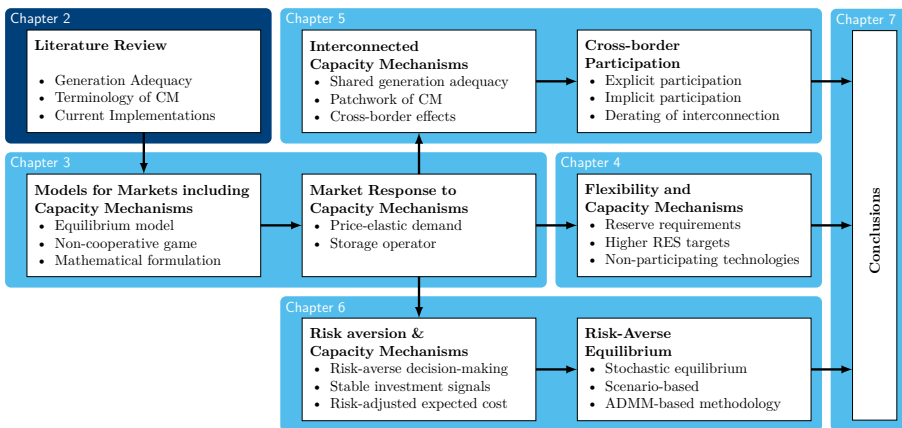 Chapter 2
Literature Review
• Generation Adequacy
• Terminology of CM
• Current Implementations
Chapter 5
Interconnected
Capacity Mechanisms
• Shared generation adequacy
• Patchwork of CM
• Cross-border effects
Cross-border
Participation
• Explicit participation
• Implicit participation
• Derating of interconnection
Chapter 7
Conclusions
Chapter 3
Models for Markets including
Capacity Mechanisms
• Equilibrium model
• Non-cooperative game
• Mathematical formulation
Market Response to
Capacity Mechanisms
• Price-elastic demand
• Storage operator
Chapter 4
Flexibility and
Capacity Mechanisms
• Reserve requirements
• Higher RES targets
• Non-participating technologies
Chapter 6
Risk aversion &
Capacity Mechanisms
• Risk-averse decision-making
• Stable investment signals
• Risk-adjusted expected cost
Risk-Averse
Equilibrium
• Stochastic equilibrium
• Scenario-based
• ADMM-based methodology